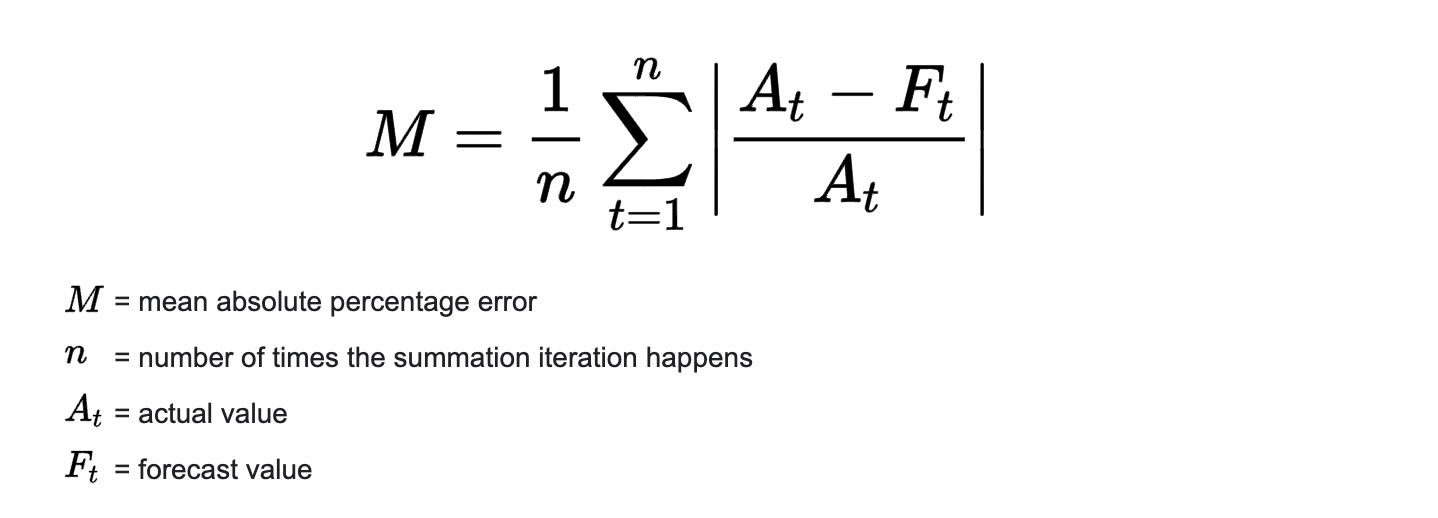 M = \frac{1}{n} \sum_{t=1}^{n} \left| \frac{A_t - F_t}{A_t} \right|
M = mean absolute percentage error
n = number of times the summation iteration happens
A_t = actual value
F_t = forecast value